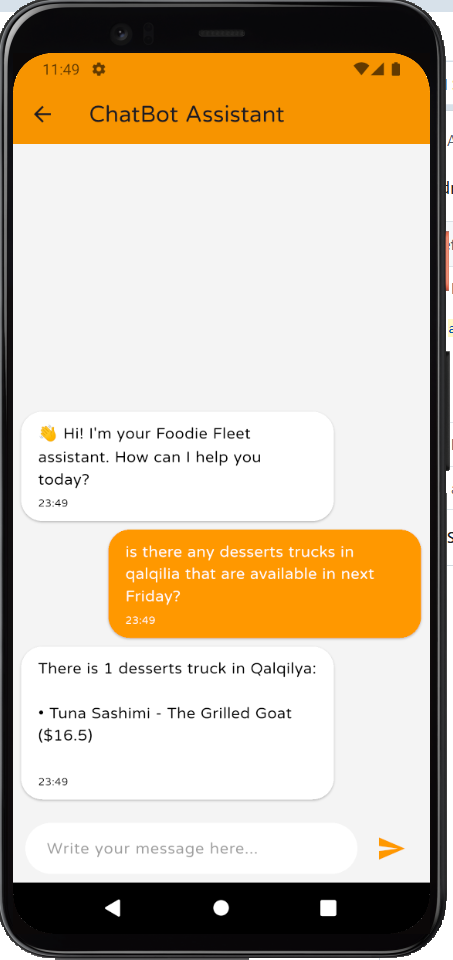 11:49
ChatBot Assistant
👋 Hi! I'm your Foodie Fleet
assistant. How can I help you
today?
23:49
is there any desserts trucks in
qalqilia that are available in next
Friday?
23:49
There is 1 desserts truck in Qalqilya:
• Tuna Sashimi - The Grilled Goat
($16.5)
23:49
Write your message here...